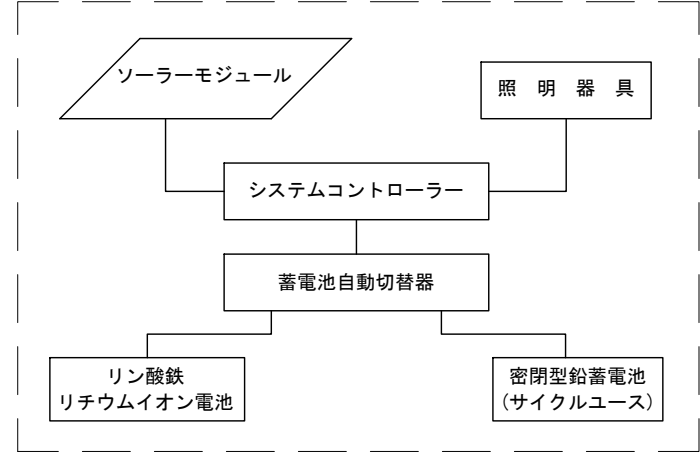 ソーラーモジュール
照 明 器 具
システムコントローラー
蓄電池自動切替器
リン酸鉄
リチウムイオン電池
密閉型鉛蓄電池
(サイクルユース)